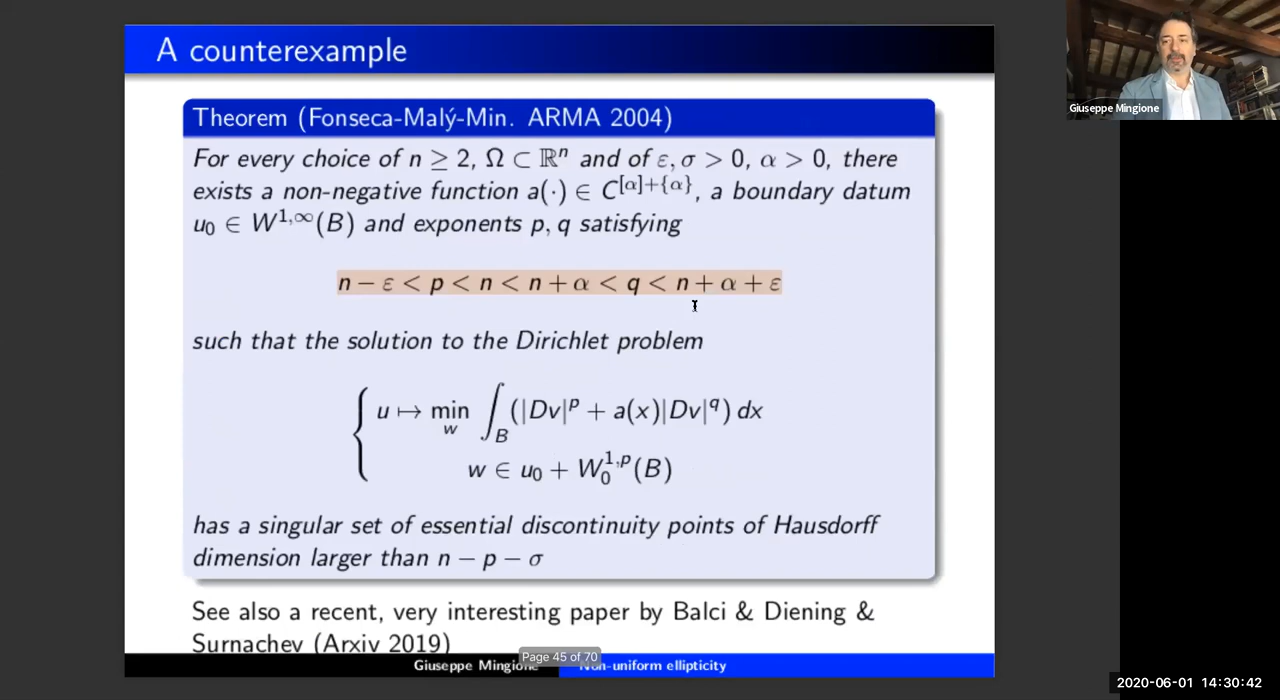 A counterexample
Theorem (Fonseca-Malý-Min. ARMA 2004)
For every choice of n ≥ 2, Ω ⊂ ℝⁿ and of ε, σ > 0, α > 0, there
exists a non-negative function a(·) ∈ C^{[α]+{α}}, a boundary datum
u₀ ∈ W^{1,∞}(B) and exponents p, q satisfying
n − ε < p < n < n + α < q < n + α + ε
such that the solution to the Dirichlet problem
u ↦ min_w ∫_B (|Dv|^p + a(x)|Dv|^q) dx
w ∈ u₀ + W₀^{1,p}(B)
has a singular set of essential discontinuity points of Hausdorff
dimension larger than n − p − σ
See also a recent, very interesting paper by Balci & Diening &
Surnachev (Arxiv 2019)
Page 45 of 70
Giuseppe Mingione
Non-uniform ellipticity
Giuseppe Mingione
2020-06-01 14:30:42